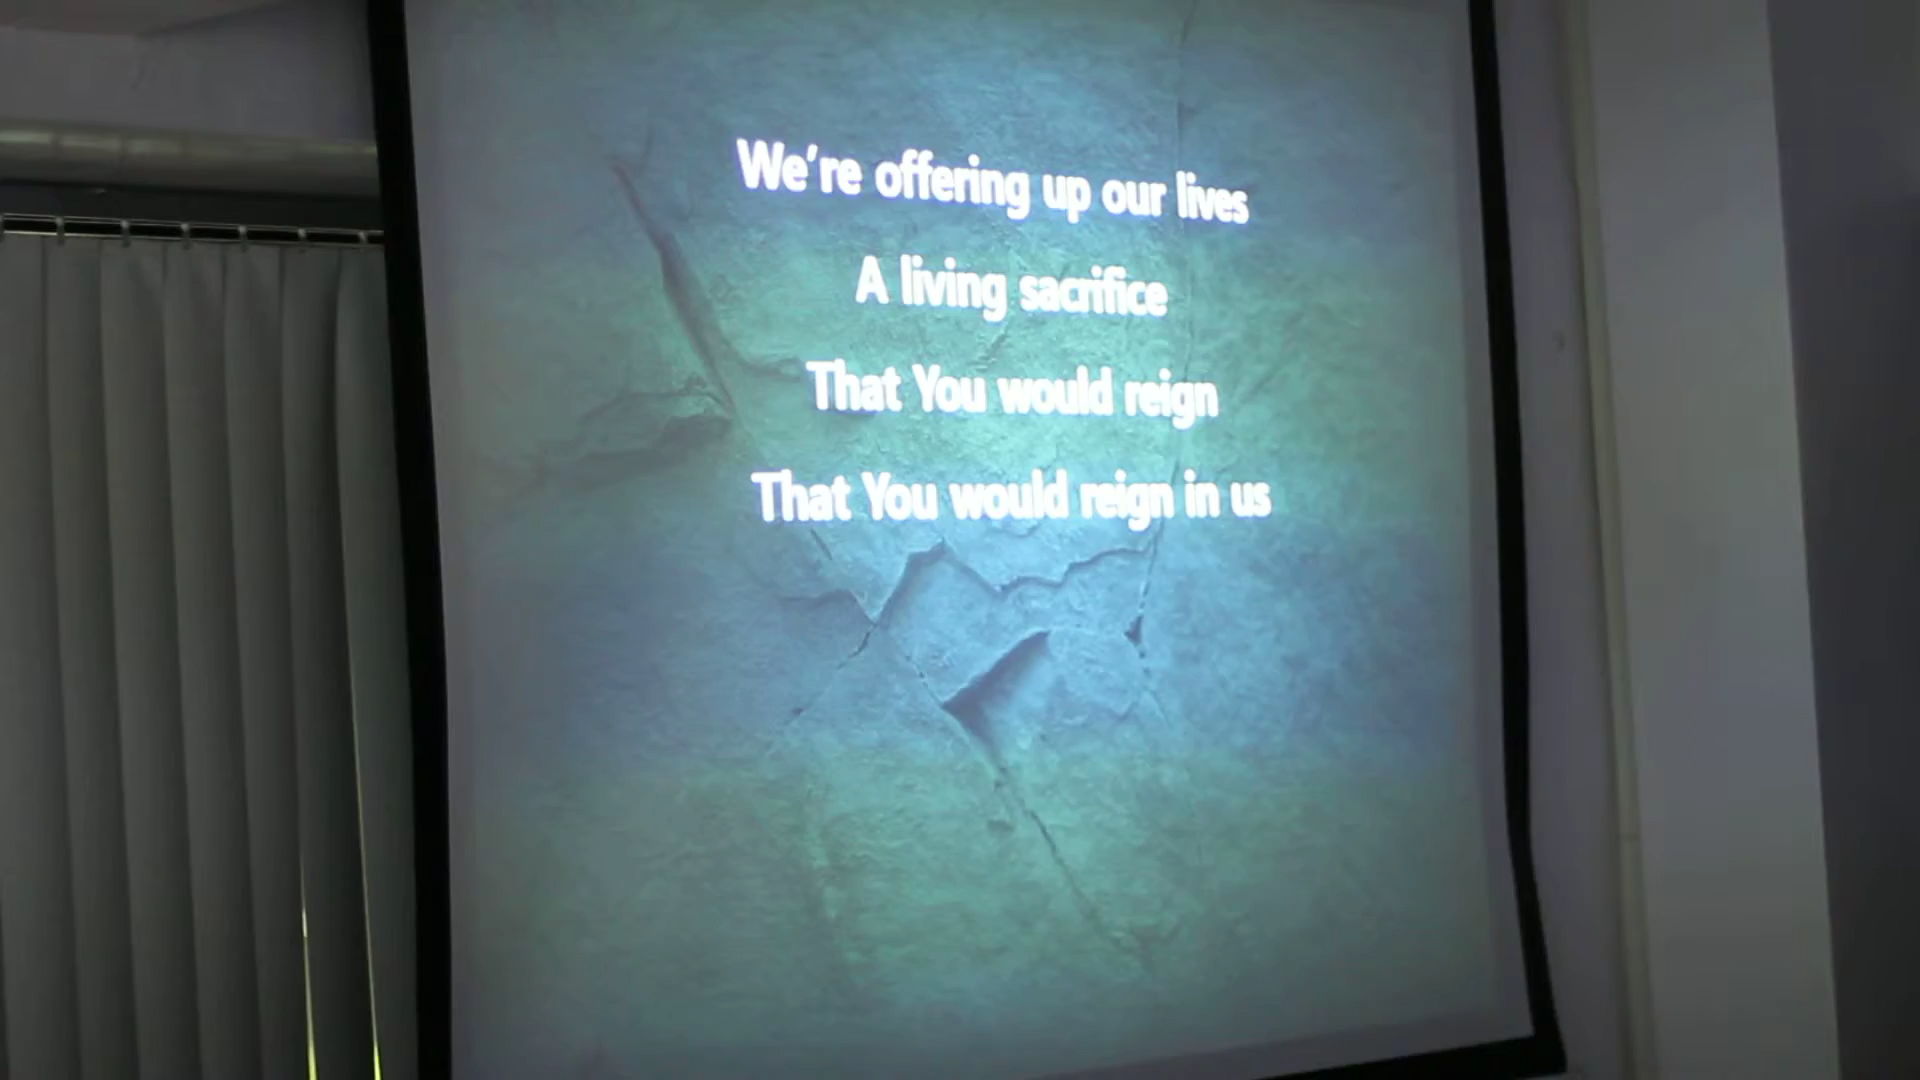 We're offering up our lives
A living sacrifice
That You would reign
That You would reign in us